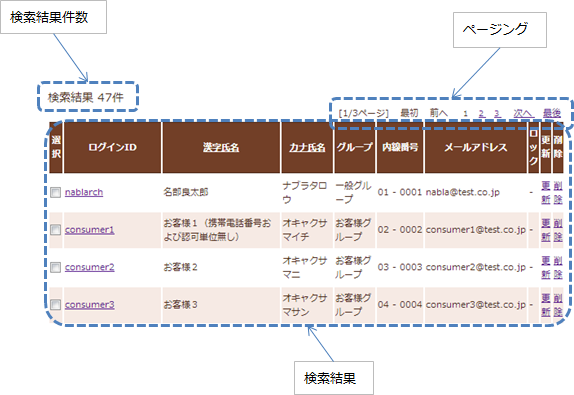 検索結果件数
ページング
検索結果 47件
[1/3ページ] 最初 前へ 1 2 3 次へ 最後
選択 ログインID 漢字氏名 カナ氏名 グループ 内線番号 メールアドレス ロック 更新 削除
nablarch 名部良太郎 ナブラタロウ 一般グループ 01 - 0001 nabla@test.co.jp - 更新 削除
consumer1 お客様1（携帯電話番号および認可単位無し） オキャクサマイチ お客様グループ 02 - 0002 consumer1@test.co.jp - 更新 削除
consumer2 お客様2 オキャクサマニ お客様グループ 03 - 0003 consumer2@test.co.jp - 更新 削除
consumer3 お客様3 オキャクサマサン お客様グループ 04 - 0004 consumer3@test.co.jp - 更新 削除
検索結果